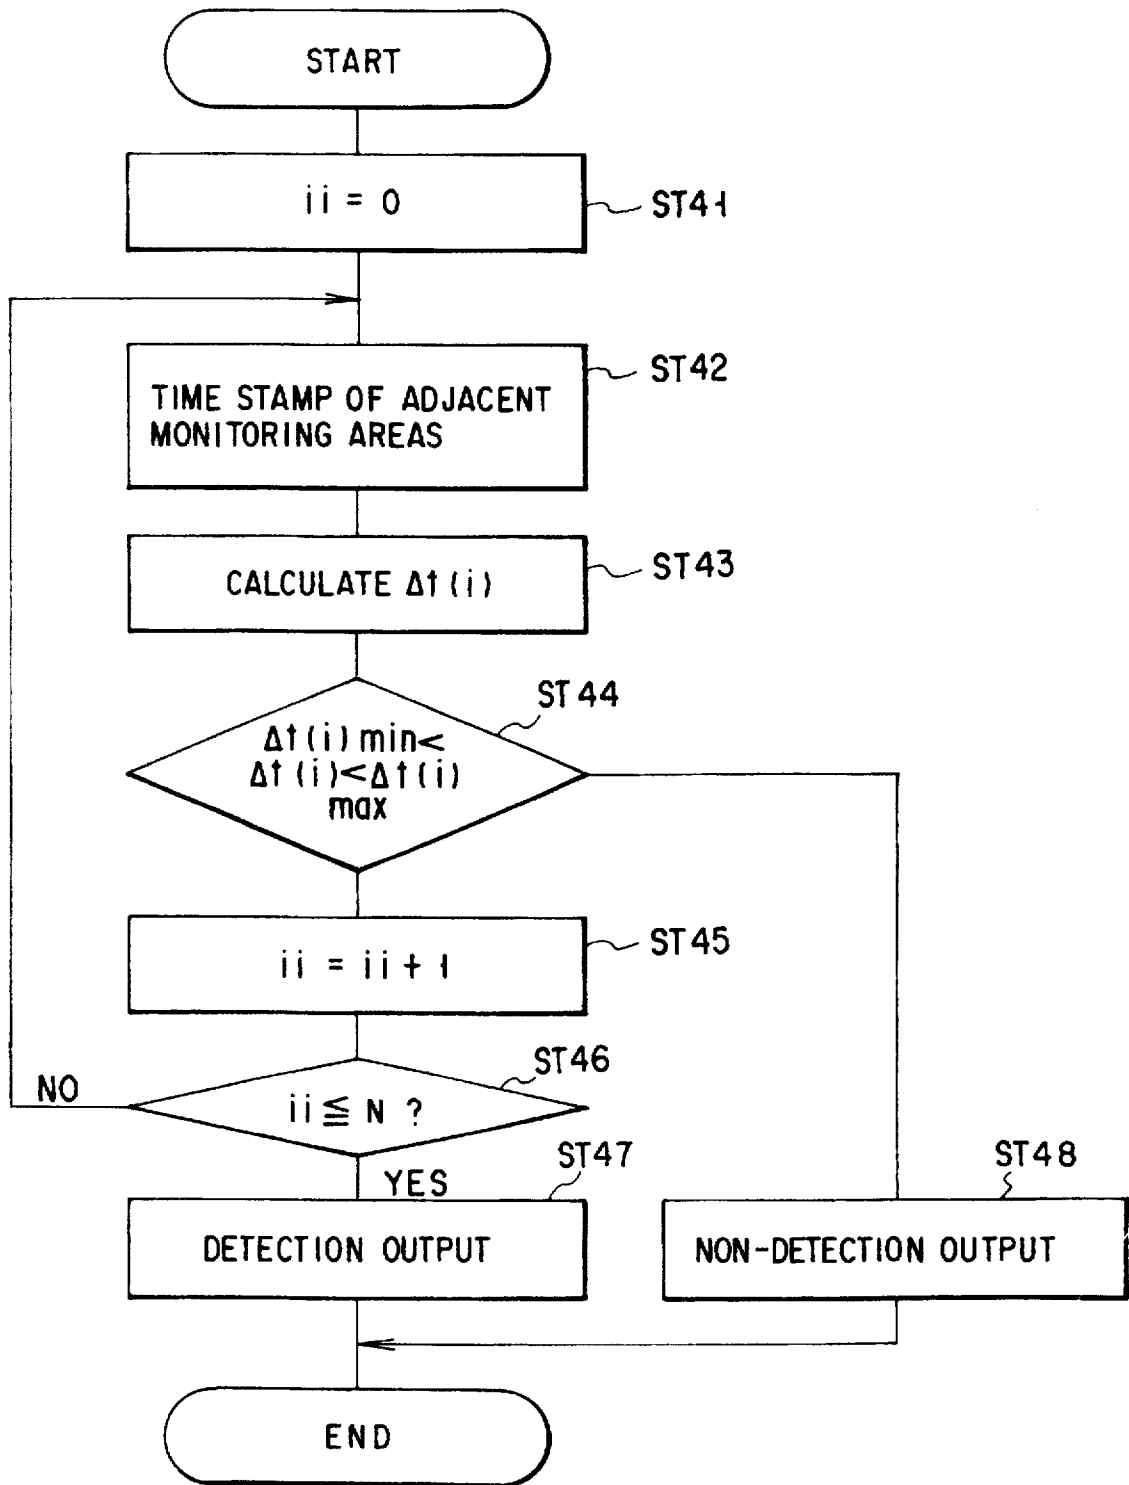 START
ii = 0
ST41
TIME STAMP OF ADJACENT
MONITORING AREAS
ST42
CALCULATE Δt(i)
ST43
ST44
Δt(i)min<
Δt(i)<Δt(i)
max
ii = ii + 1
ST45
ST46
NO
ii ≦ N ?
ST47
YES
ST48
DETECTION OUTPUT
NON-DETECTION OUTPUT
END